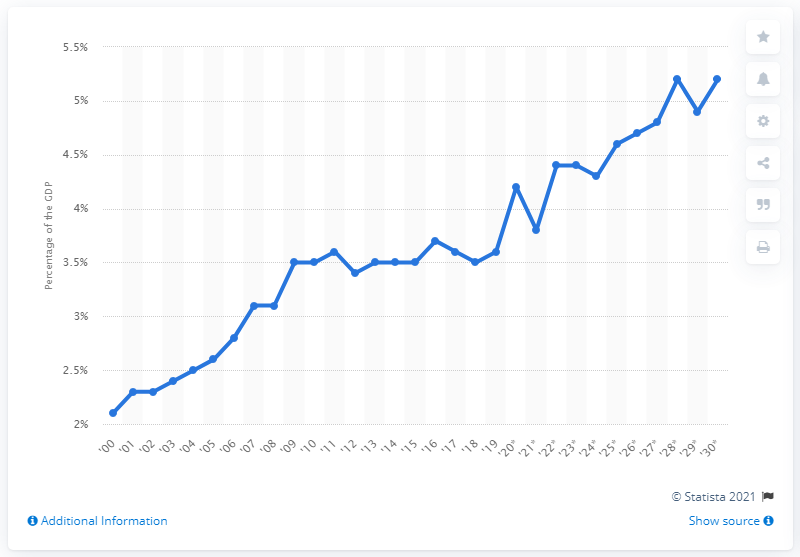 5.5%
5%
4.5%
4%
3.5%
3%
2.5%
2%
Percentage of the GDP
'00 '01 '02 '03 '04 '05 '06 '07 '08 '09 '10 '11 '12 '13 '14 '15 '16 '17 '18 '19 '20* '21* '22* '23* '24* '25* '26* '27* '28* '29* '30*
© Statista 2021
Additional Information
Show source